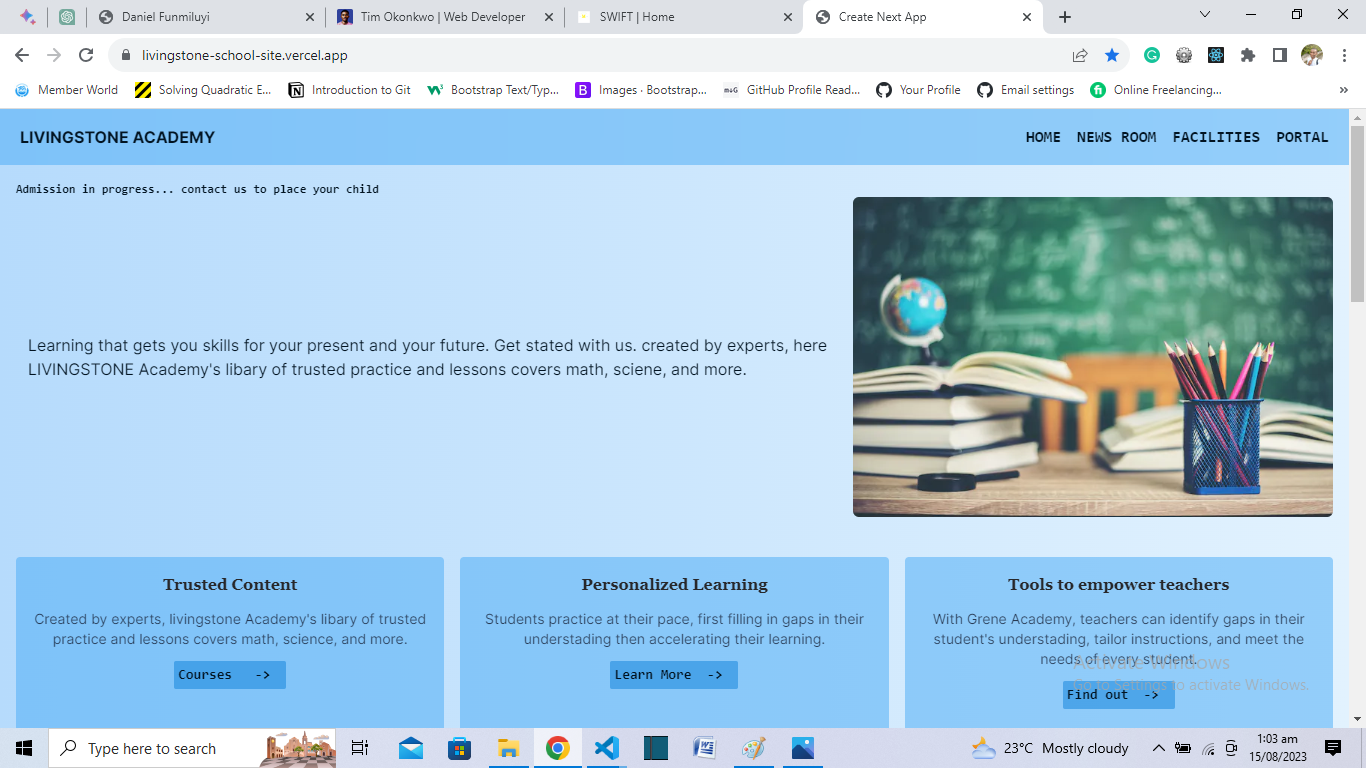 Daniel Funmiluyi
Tim Okonkwo | Web Developer
SWIFT | Home
Create Next App
livingstone-school-site.vercel.app
Member World
Solving Quadratic E...
Introduction to Git
Bootstrap Text/Typ...
Images · Bootstrap...
GitHub Profile Read...
Your Profile
Email settings
Online Freelancing...
LIVINGSTONE ACADEMY
HOME NEWS ROOM FACILITIES PORTAL
Admission in progress... contact us to place your child
Learning that gets you skills for your present and your future. Get stated with us. created by experts, here
LIVINGSTONE Academy's libary of trusted practice and lessons covers math, sciene, and more.
Trusted Content
Created by experts, livingstone Academy's libary of trusted
practice and lessons covers math, science, and more.
Courses ->
Personalized Learning
Students practice at their pace, first filling in gaps in their
understading then accelerating their learning.
Learn More ->
Tools to empower teachers
With Grene Academy, teachers can identify gaps in their
student's understading, tailor instructions, and meet the
needs of every student.
Find out ->
Activate Windows
Go to Settings to activate Windows.
Type here to search
23°C Mostly cloudy
1:03 am
15/08/2023